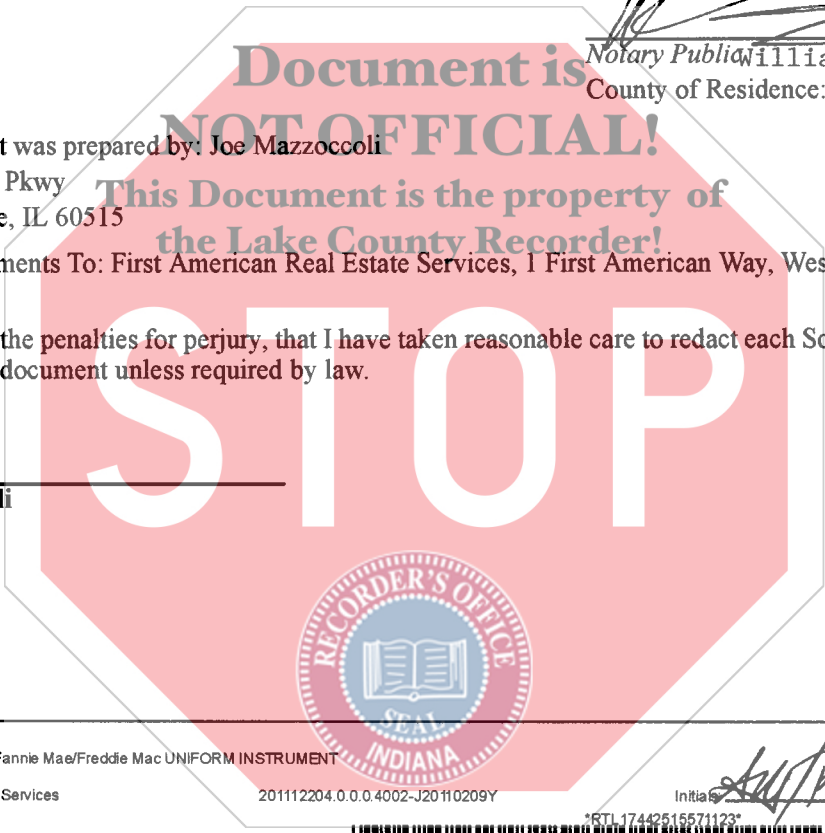 Document is
Notary Public Willia
County of Residence:
NOT OFFICIAL!
t was prepared by: Joe Mazzoccoli
Pkwy
This Document is the property of
e, IL 60515
the Lake County Recorder!
ments To: First American Real Estate Services, 1 First American Way, Wes
the penalties for perjury, that I have taken reasonable care to redact each So
document unless required by law.
STOP
li
RECORDER'S OFFICE
SEAL
INDIANA
Fannie Mae/Freddie Mac UNIFORM INSTRUMENT
Services
201112204.0.0.0.4002-J20110209Y
Initials:
*RTL17442515571123*